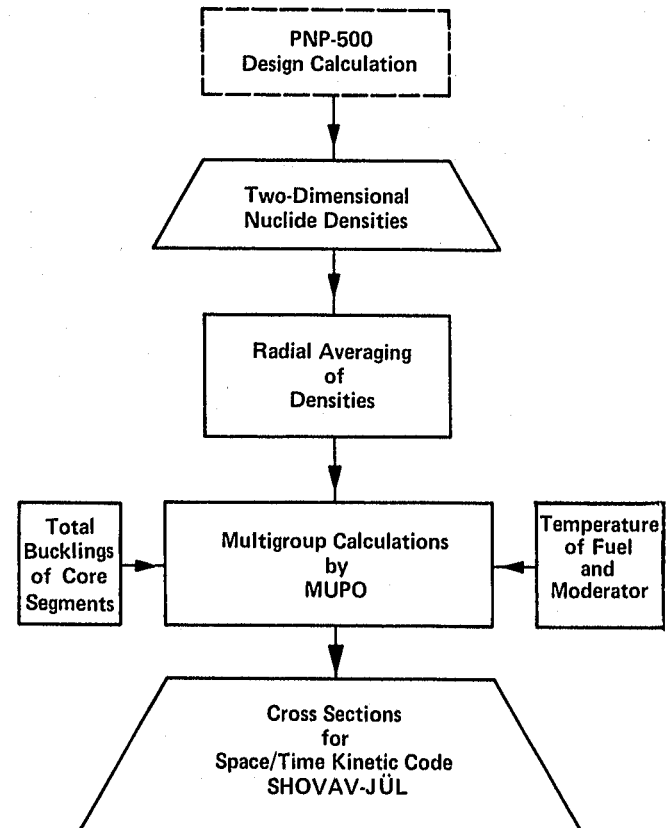 PNP-500
Design Calculation
Two-Dimensional
Nuclide Densities
Radial Averaging
of
Densities
Total
Bucklings
of Core
Segments
Multigroup Calculations
by
MUPO
Temperature
of Fuel
and
Moderator
Cross Sections
for
Space/Time Kinetic Code
SHOVAV-JÜL